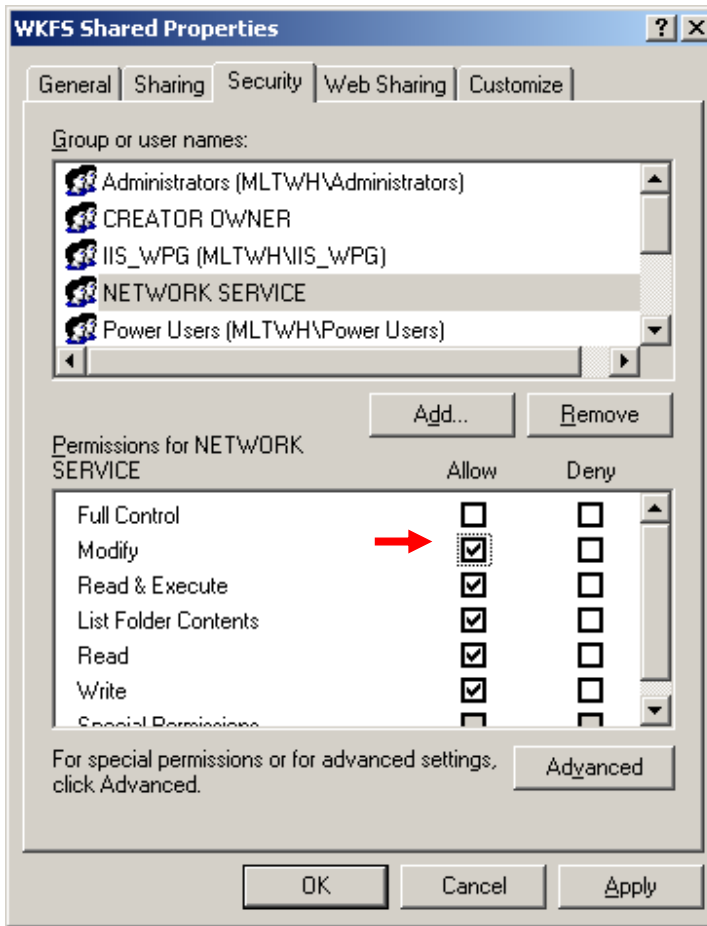 WKFS Shared Properties
General Sharing Security Web Sharing Customize
Group or user names:
Administrators (MLTWH\Administrators)
CREATOR OWNER
IIS_WPG (MLTWH\IIS_WPG)
NETWORK SERVICE
Power Users (MLTWH\Power Users)
Add... Remove
Permissions for NETWORK
SERVICE Allow Deny
Full Control
Modify
Read & Execute
List Folder Contents
Read
Write
Special Permissions
For special permissions or for advanced settings,
click Advanced.
Advanced
OK Cancel Apply